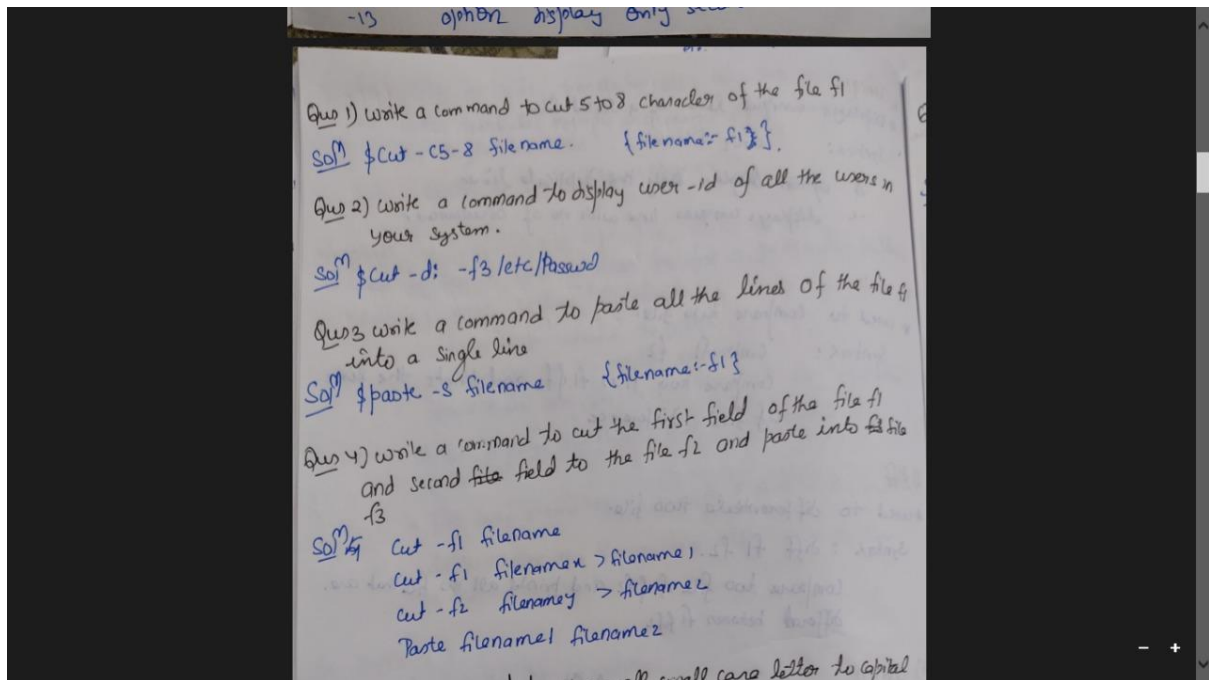 -13 option display only
Ques 1) Write a command to cut 5 to 8 character of the file f1
Soln $ Cut -C5-8 filename. {filename:- f1}.
Ques 2) Write a command to display user-id of all the users in
your system.
Soln $ Cut -d: -f3 /etc/Passwd
Ques 3 Write a command to paste all the lines of the file f1
into a single line
Soln $ paste -s filename {filename:-f1}
Ques 4) Write a command to cut the first field of the file f1
and second field to the file f2 and paste into file
f3
Soln Cut -f1 filename
cut -f1 filenamex > filename1
cut -f2 filenamey > filename2
Paste filename1 filename2
small case letter to capital